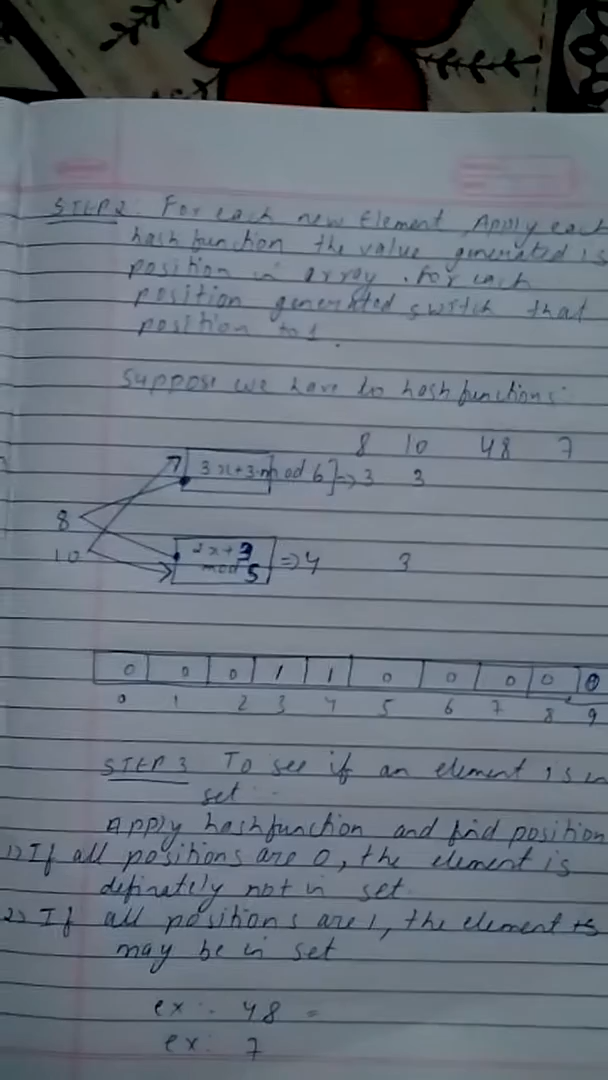 STEP 2 For each new Element Apply each
hash function the value generated is
position in array . For each
position generated switch that
position to 1 .
Suppose we have two hash functions:
8 10 48 7
3x+3 mod 6 ] => 3 3
8
10
2x+3 mod 5 => 4 3
0 0 0 1 1 0 0 0 0 0
0 1 2 3 4 5 6 7 8 9
STEP 3 To see if an element is in
set
Apply hashfunction and find position
1) If all positions are 0, the element is
definately not in set
2) If all positions are 1, the element is
may be in set
ex :- 48 =
ex: 7